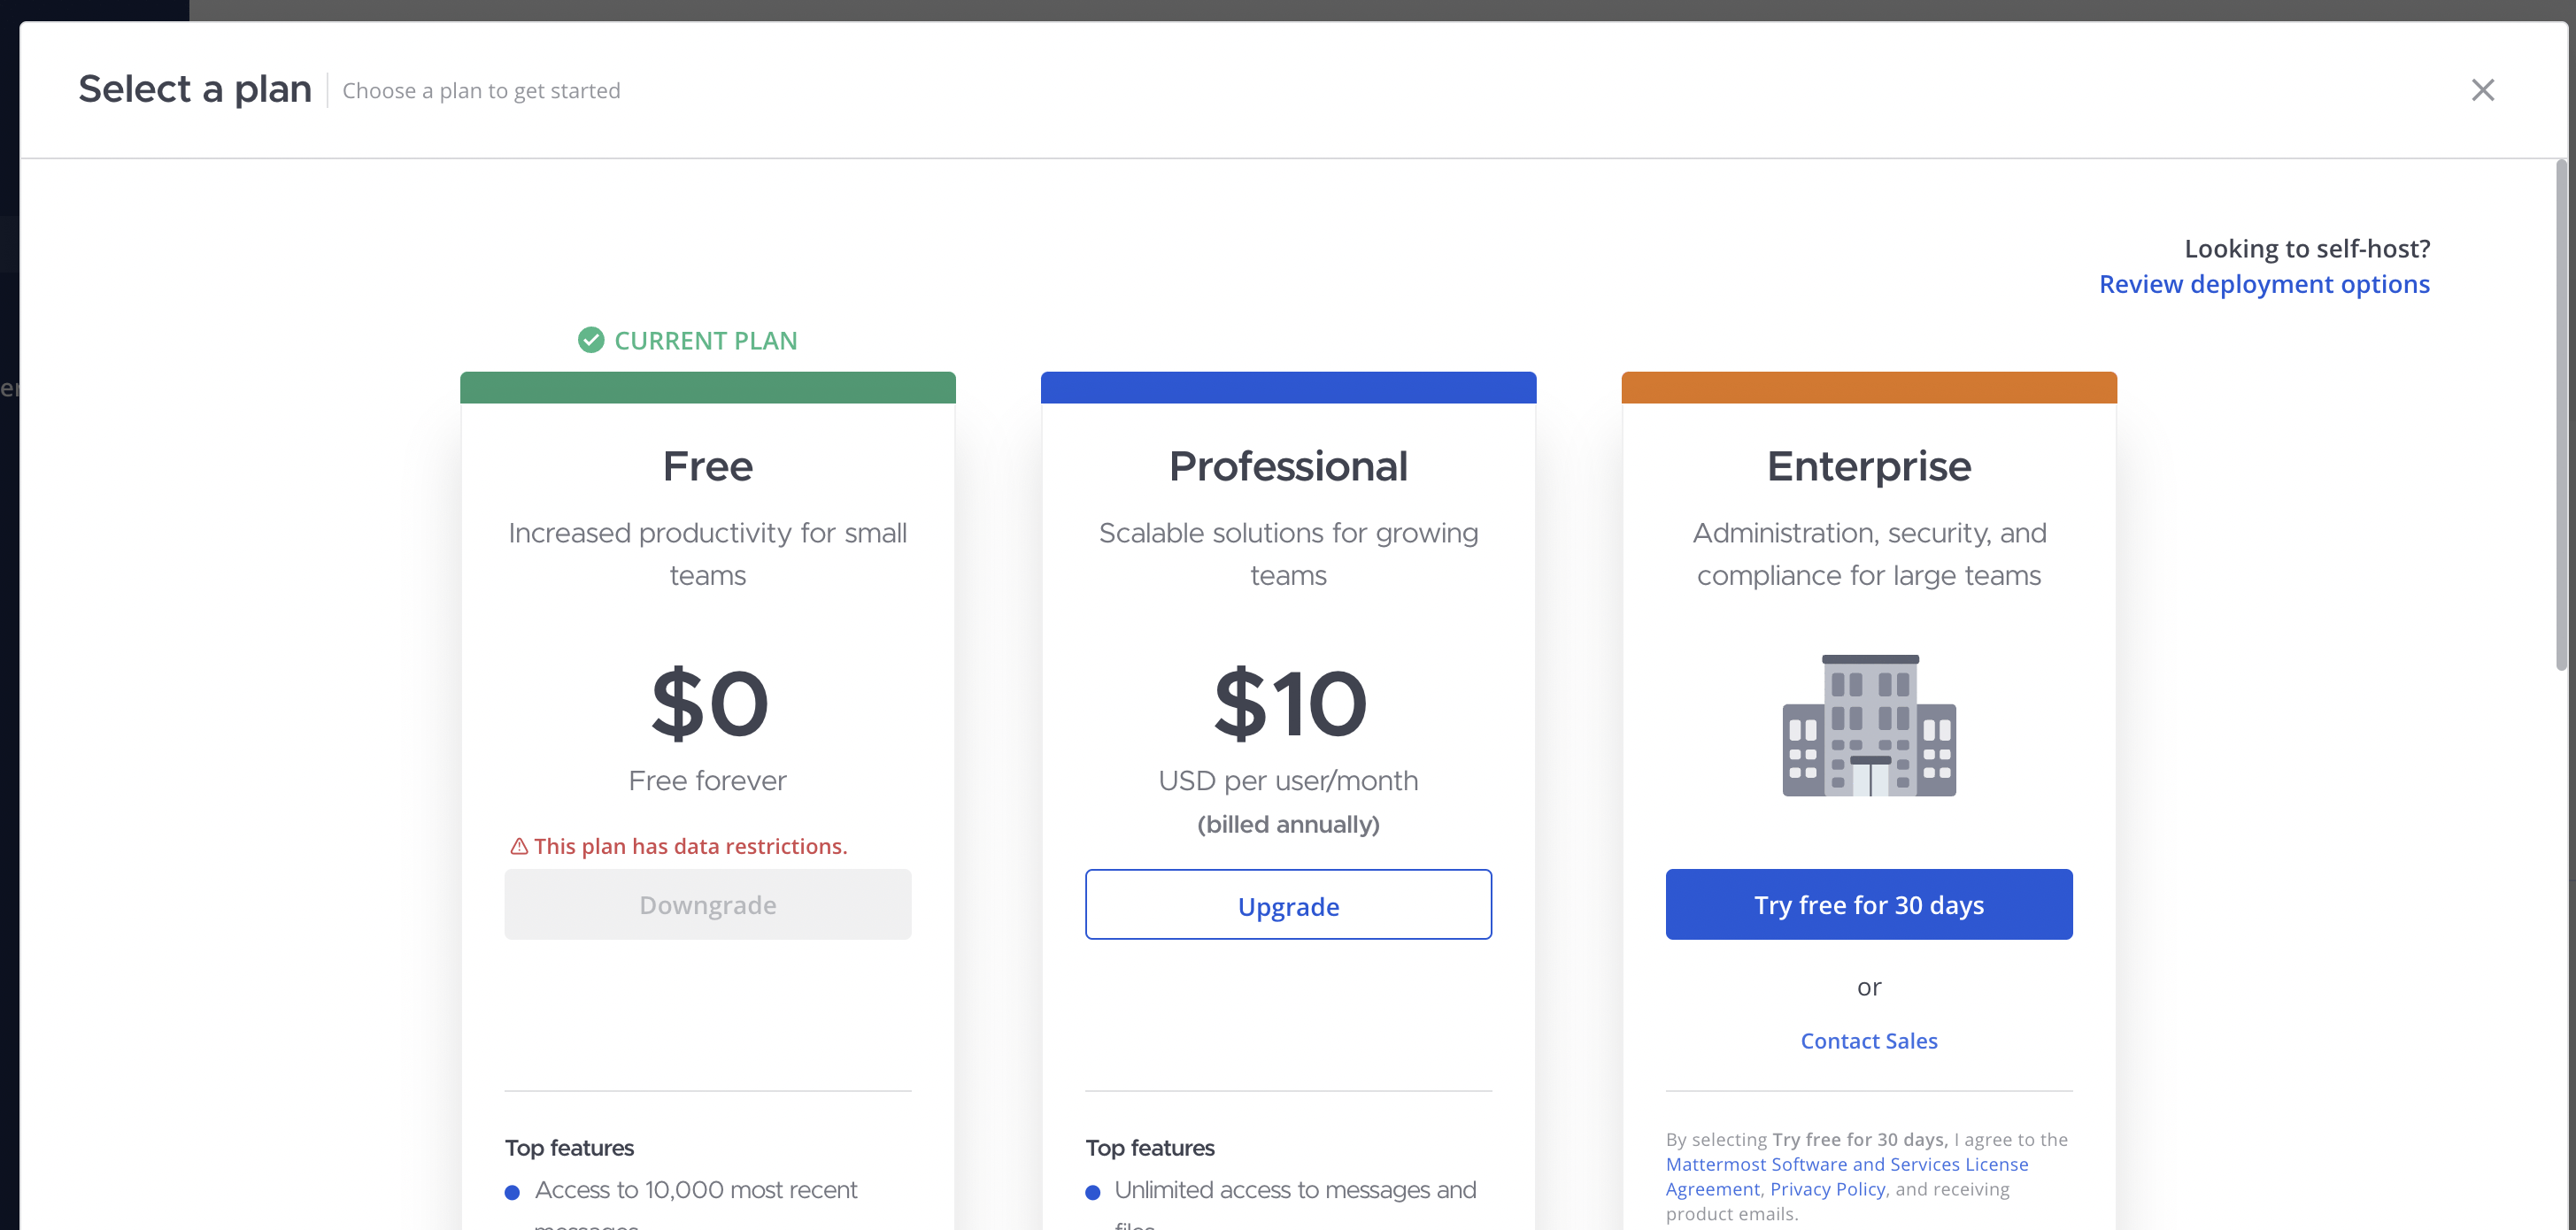 Select a plan
Choose a plan to get started
Looking to self-host?
Review deployment options
CURRENT PLAN
Free
Increased productivity for small
teams
$0
Free forever
This plan has data restrictions.
Downgrade
Top features
Access to 10,000 most recent
messages
Professional
Scalable solutions for growing
teams
$10
USD per user/month
(billed annually)
Upgrade
Top features
Unlimited access to messages and
files
Enterprise
Administration, security, and
compliance for large teams
Try free for 30 days
or
Contact Sales
By selecting Try free for 30 days, I agree to the
Mattermost Software and Services License
Agreement, Privacy Policy, and receiving
product emails.